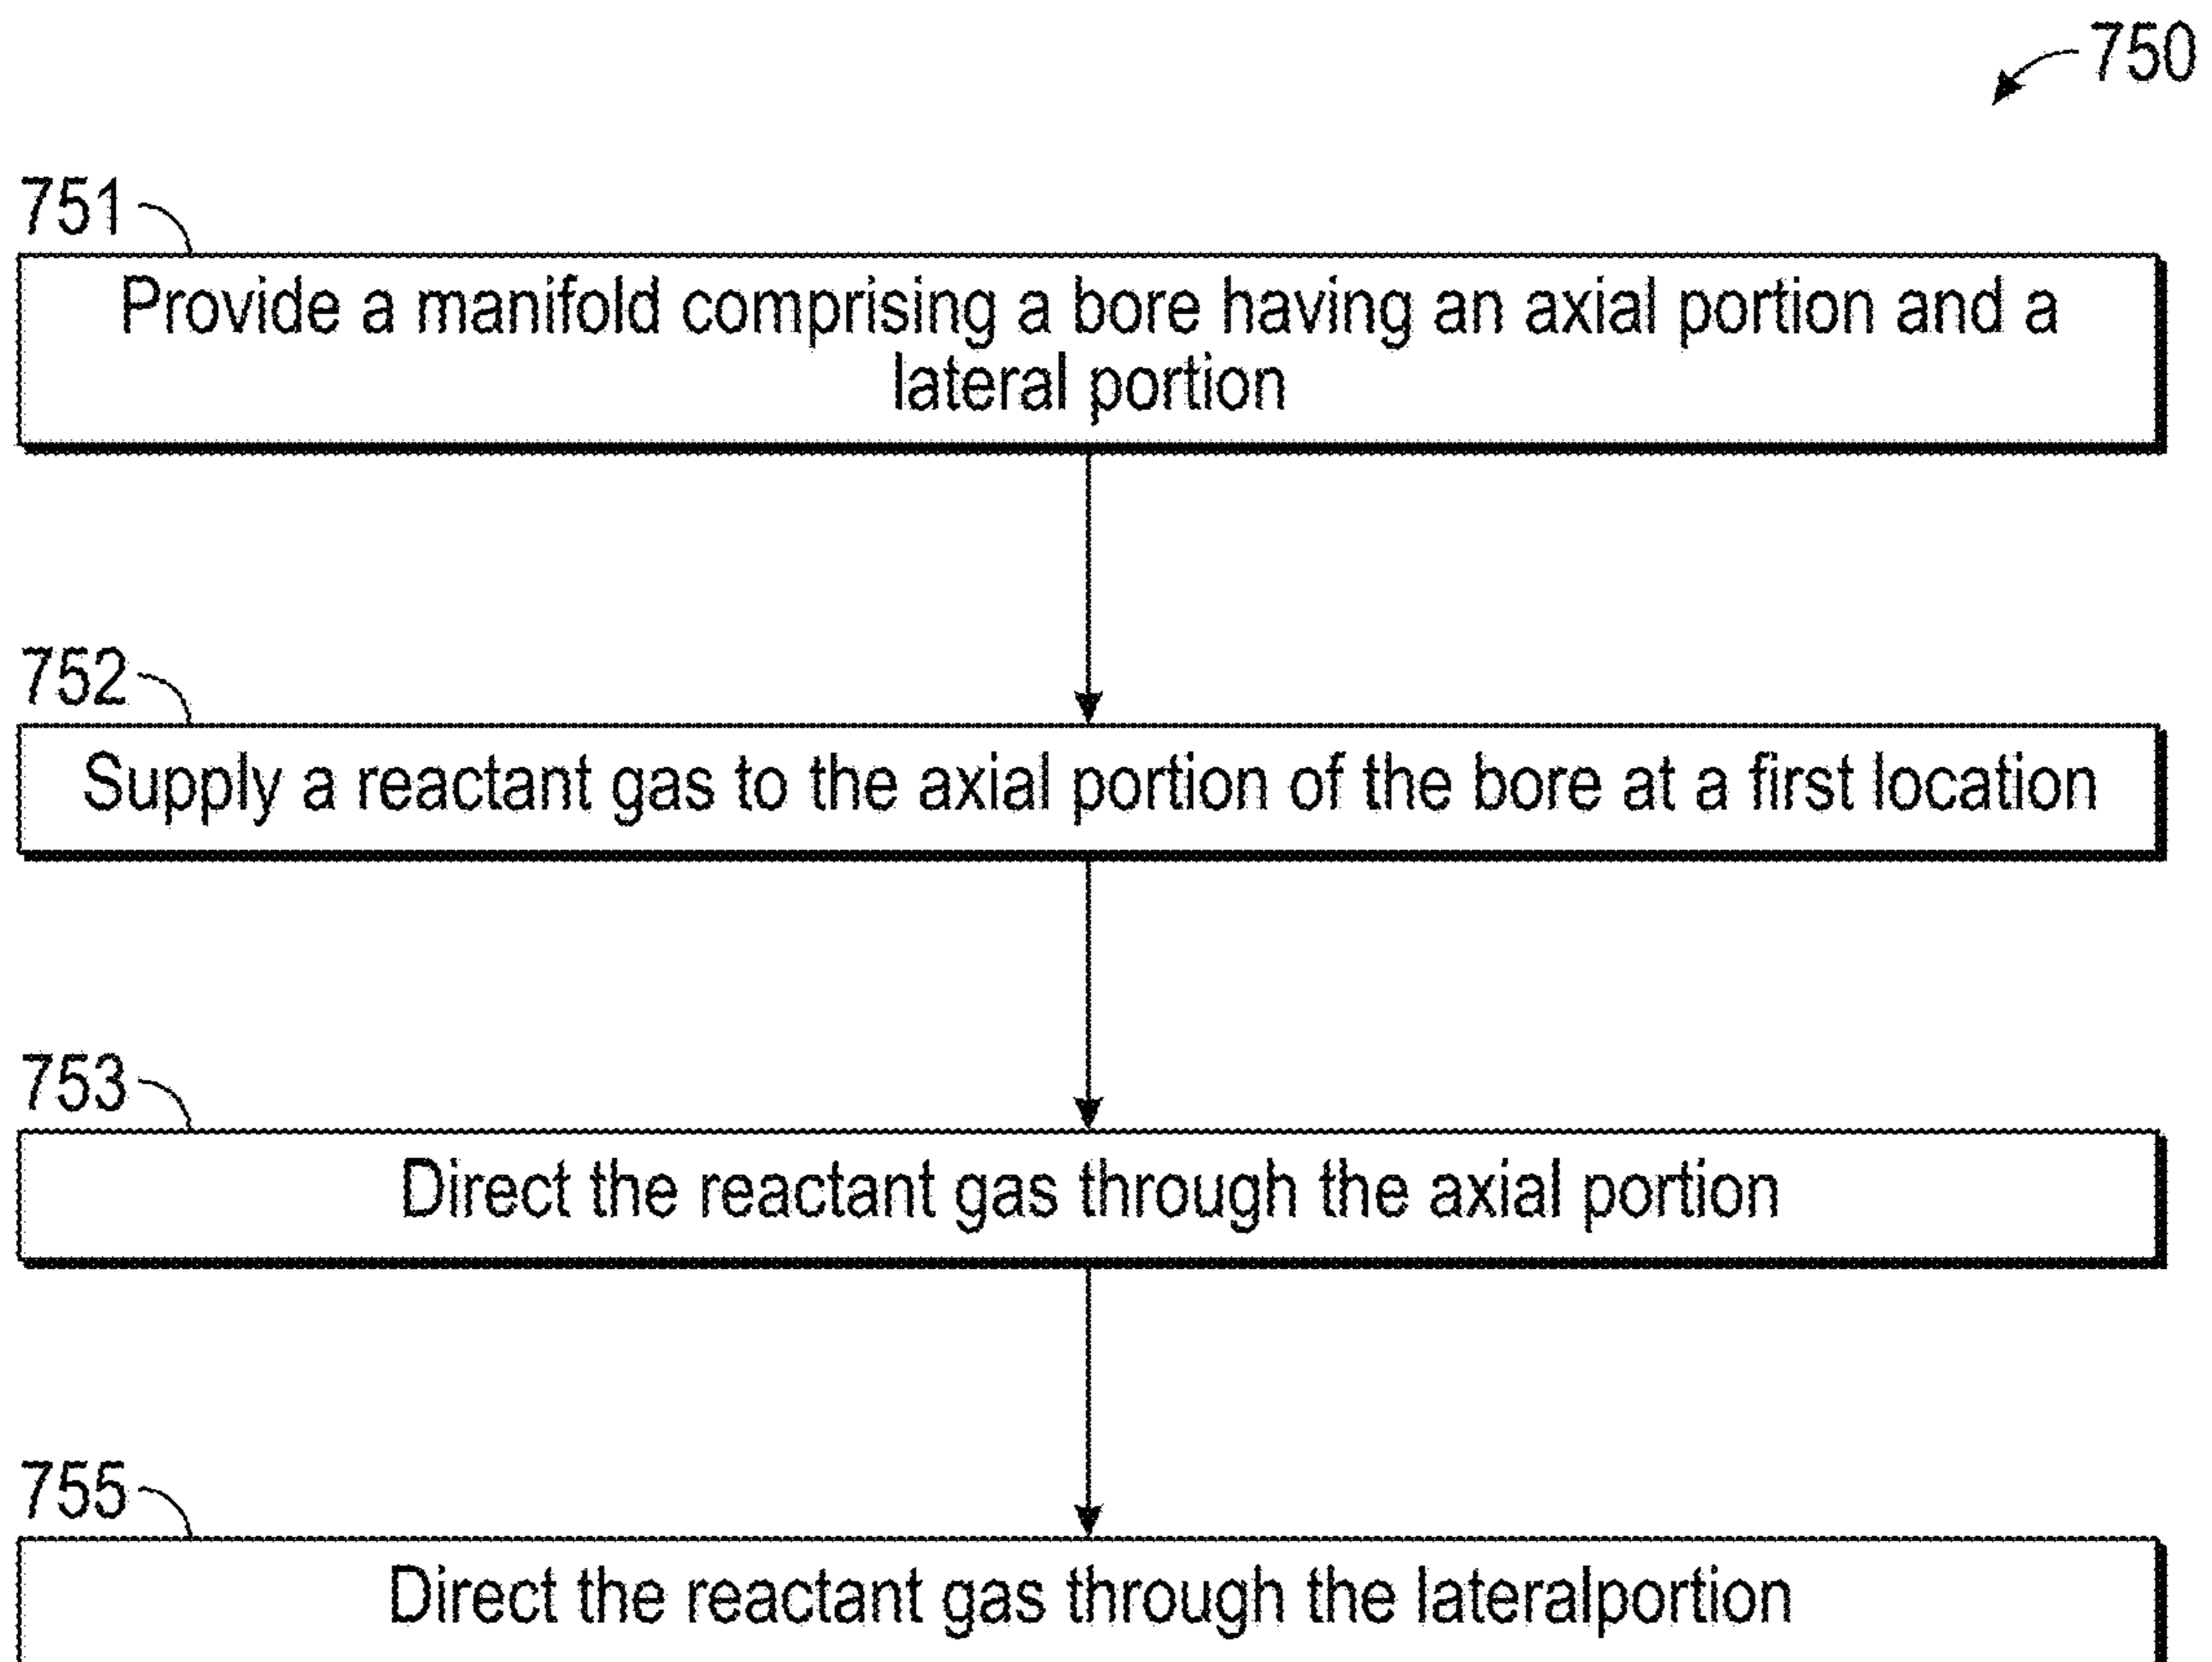 750
751
Provide a manifold comprising a bore having an axial portion and a
lateral portion
752
Supply a reactant gas to the axial portion of the bore at a first location
753
Direct the reactant gas through the axial portion
755
Direct the reactant gas through the lateralportion